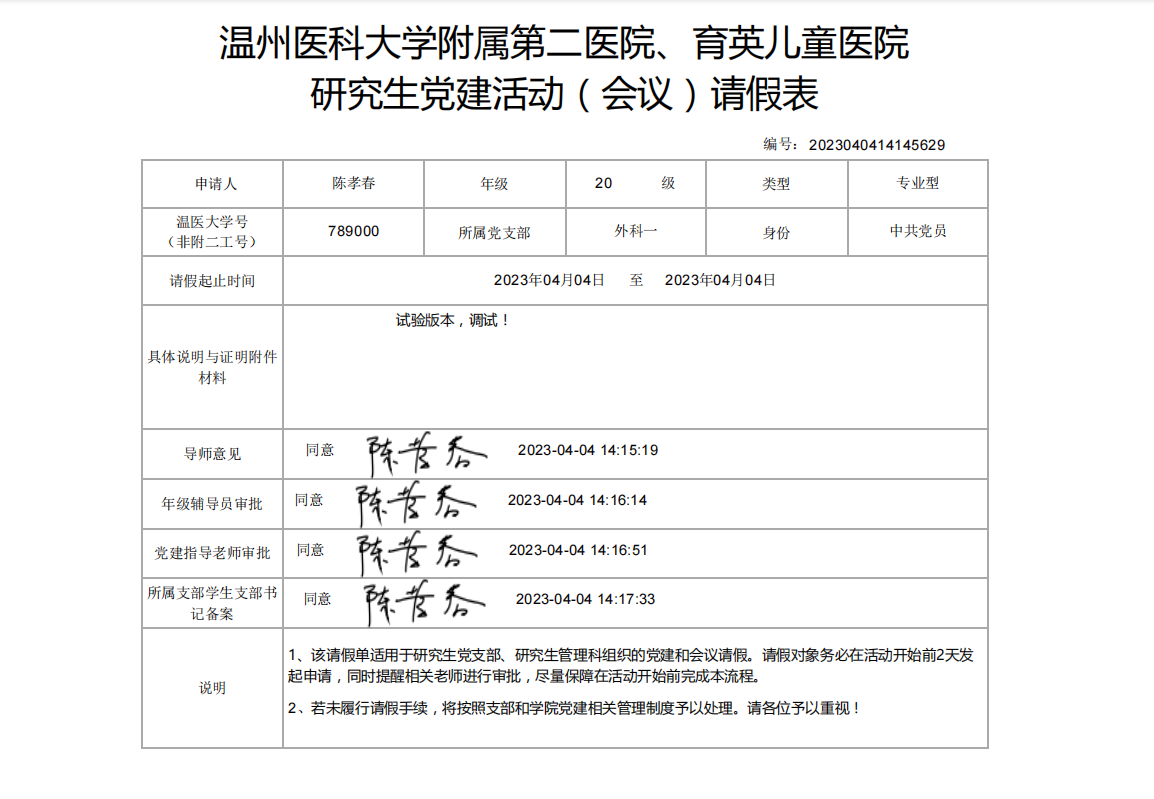 温州医科大学附属第二医院、育英儿童医院
研究生党建活动（会议）请假表
编号： 2023040414145629
申请人 陈孝春 年级 20 级 类型 专业型
温医大学号
（非附二工号） 789000 所属党支部 外科一 身份 中共党员
请假起止时间 2023年04月04日 至 2023年04月04日
试验版本，调试！
具体说明与证明附件
材料
导师意见 同意 陈孝春 2023-04-04 14:15:19
年级辅导员审批 同意 陈孝春 2023-04-04 14:16:14
党建指导老师审批 同意 陈孝春 2023-04-04 14:16:51
所属支部学生支部书
记备案 同意 陈孝春 2023-04-04 14:17:33
说明
1、该请假单适用于研究生党支部、研究生管理科组织的党建和会议请假。请假对象务必在活动开始前2天发
起申请，同时提醒相关老师进行审批，尽量保障在活动开始前完成本流程。
2、若未履行请假手续，将按照支部和学院党建相关管理制度予以处理。请各位予以重视！